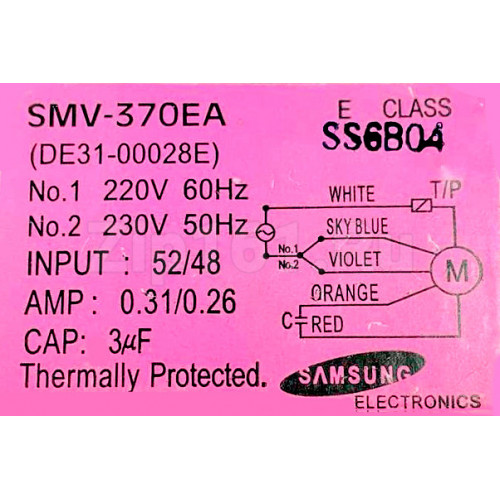 SMV-370EA
E CLASS
SS6B04
(DE31-00028E)
No.1 220V 60Hz
No.2 230V 50Hz
INPUT : 52/48
AMP : 0.31/0.26
CAP: 3μF
Thermally Protected.
WHITE
T/P
SKY BLUE
No.1
No.2
VIOLET
M
ORANGE
C
RED
SAMSUNG
ELECTRONICS